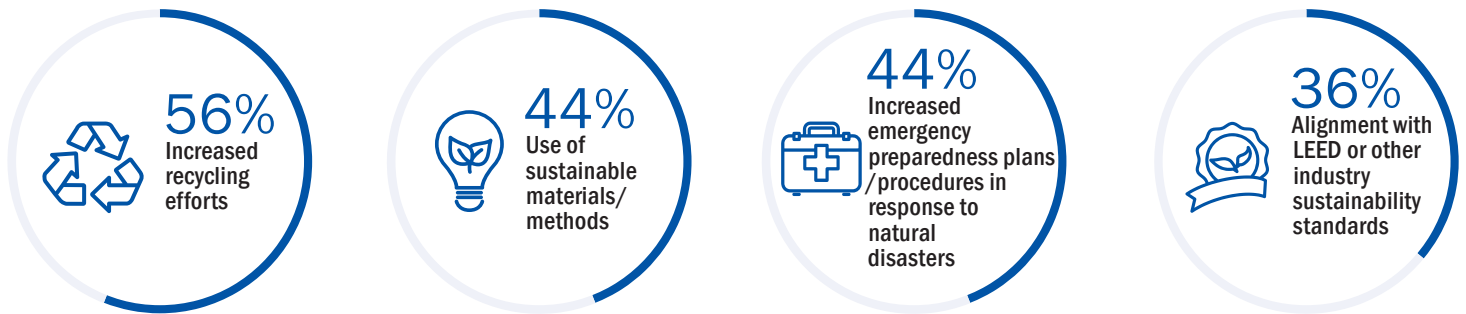 56%
Increased
recycling
efforts
44%
Use of
sustainable
materials/
methods
44%
Increased
emergency
preparedness plans
/procedures in
response to
natural
disasters
36%
Alignment with
LEED or other
industry
sustainability
standards